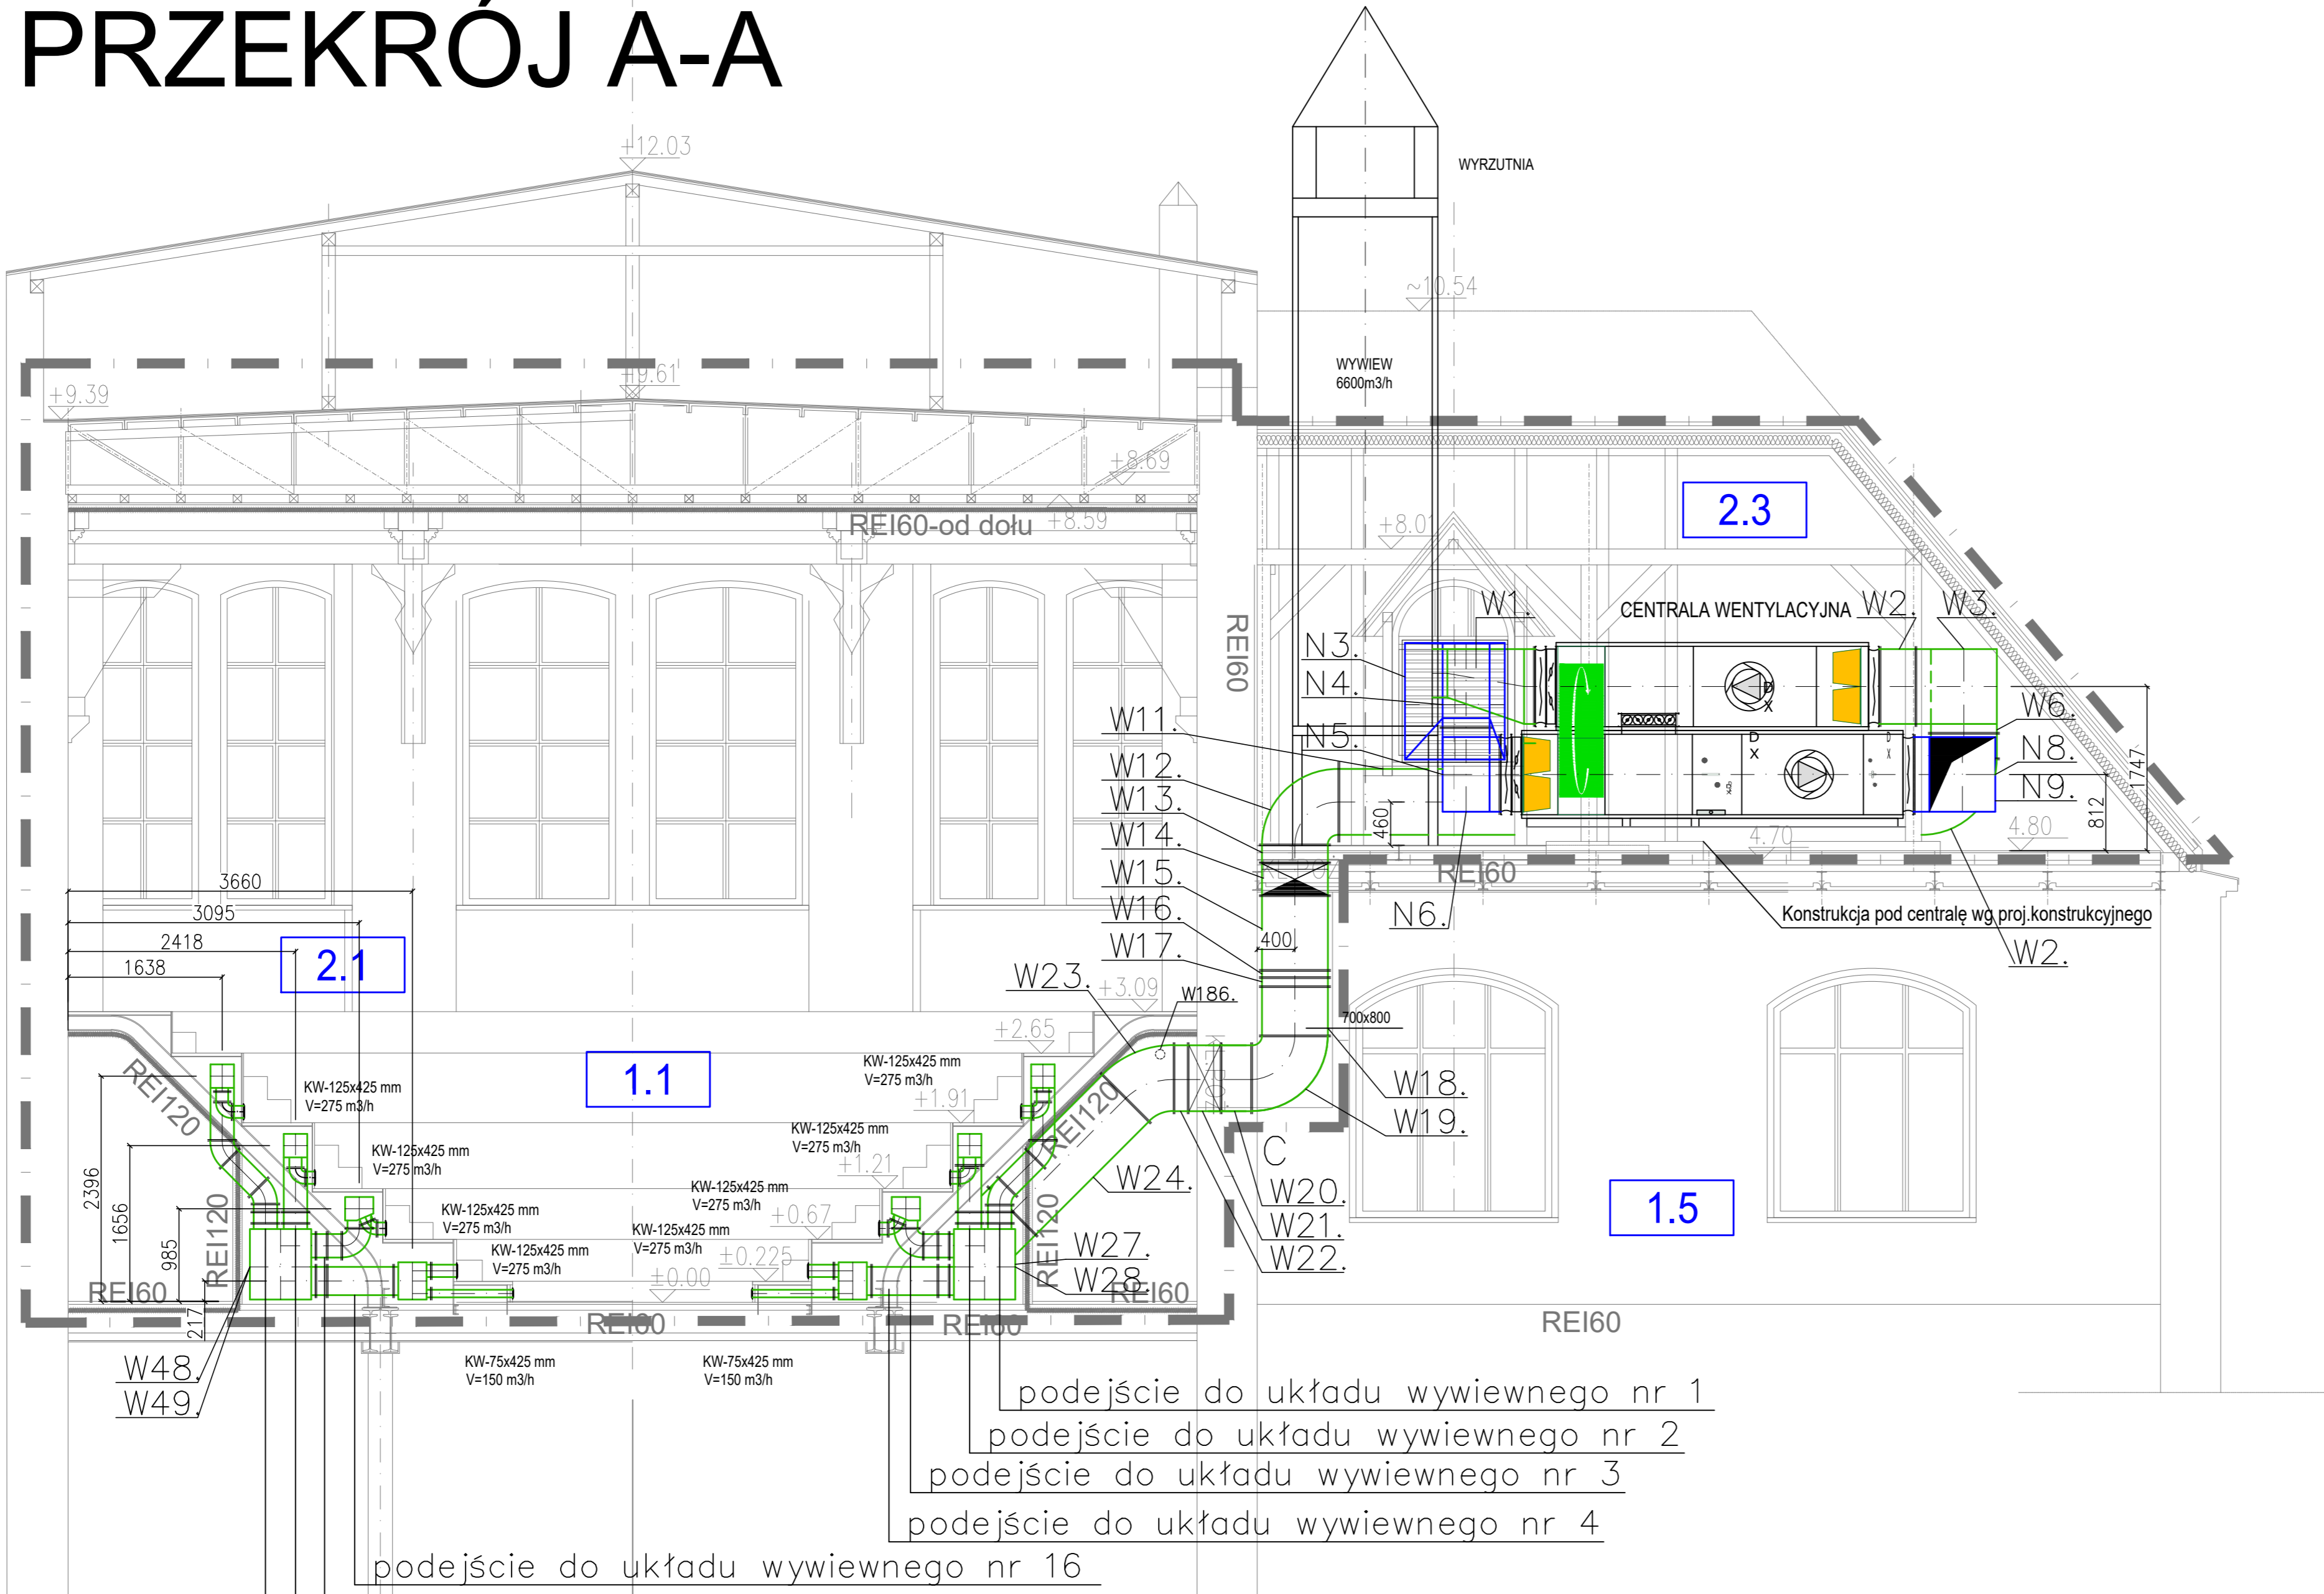 PRZEKRÓJ A-A
+12.03
WYRZUTNIA
~10.54
WYWIEW
6600m3/h
+9.61
+9.39
+8.69
2.3
REI60-od dołu
+8.59
+8.01
REI60
W1.
CENTRALA WENTYLACYJNA
W2.
W3.
N3.
N4.
W11.
N5.
W6.
W12.
N8.
W13.
N9.
1747
812
460
W14.
4.70
4.80
W15.
REI60
3660
W16.
N6.
Konstrukcja pod centralę wg proj.konstrukcyjnego
3095
2418
2.1
W17.
400
W2.
1638
W23.
+3.09
W186.
700x800
+2.65
REI120
1.1
KW-125x425 mm
V=275 m3/h
KW-125x425 mm
V=275 m3/h
W18.
+1.91
REI120
W19.
KW-125x425 mm
V=275 m3/h
KW-125x425 mm
V=275 m3/h
C
2396
1656
985
217
+1.21
W24.
W20.
KW-125x425 mm
V=275 m3/h
KW-125x425 mm
V=275 m3/h
+0.67
1.5
W21.
REI120
REI120
KW-125x425 mm
V=275 m3/h
KW-125x425 mm
V=275 m3/h
±0.225
W27.
W22.
±0.00
W28.
REI60
REI60
REI60
REI60
REI60
W48.
W49.
KW-75x425 mm
V=150 m3/h
KW-75x425 mm
V=150 m3/h
podejście do układu wywiewnego nr 1
podejście do układu wywiewnego nr 2
podejście do układu wywiewnego nr 3
podejście do układu wywiewnego nr 4
podejście do układu wywiewnego nr 16